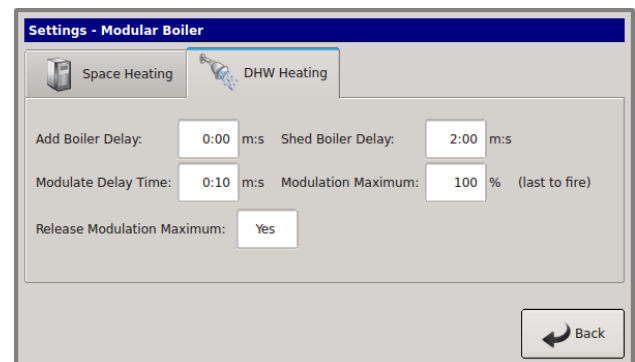 Settings - Modular Boiler
Space Heating
DHW Heating
Add Boiler Delay: 0:00 m:s Shed Boiler Delay: 2:00 m:s
Modulate Delay Time: 0:10 m:s Modulation Maximum: 100 % (last to fire)
Release Modulation Maximum: Yes
Back